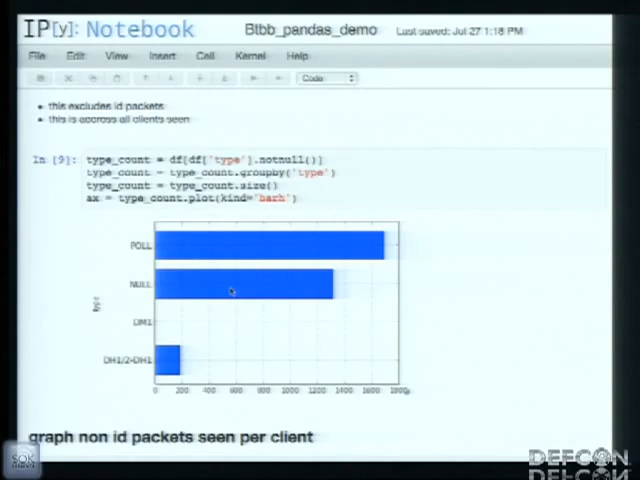 IP[y]: Notebook
Btbb_pandas_demo
Last saved: Jul 27 1:18 PM
File Edit View Insert Cell Kernel Help
Code
• this excludes id packets
• this is accross all clients seen
In [9]: type_count = df[df['type'].notnull()]
type_count = type_count.groupby('type')
type_count = type_count.size()
ax = type_count.plot(kind='barh')
POLL
NULL
DM1
DH1/2-DH1
type
0 200 400 600 800 1000 1200 1400 1600 1800
graph non id packets seen per client
DEFCON